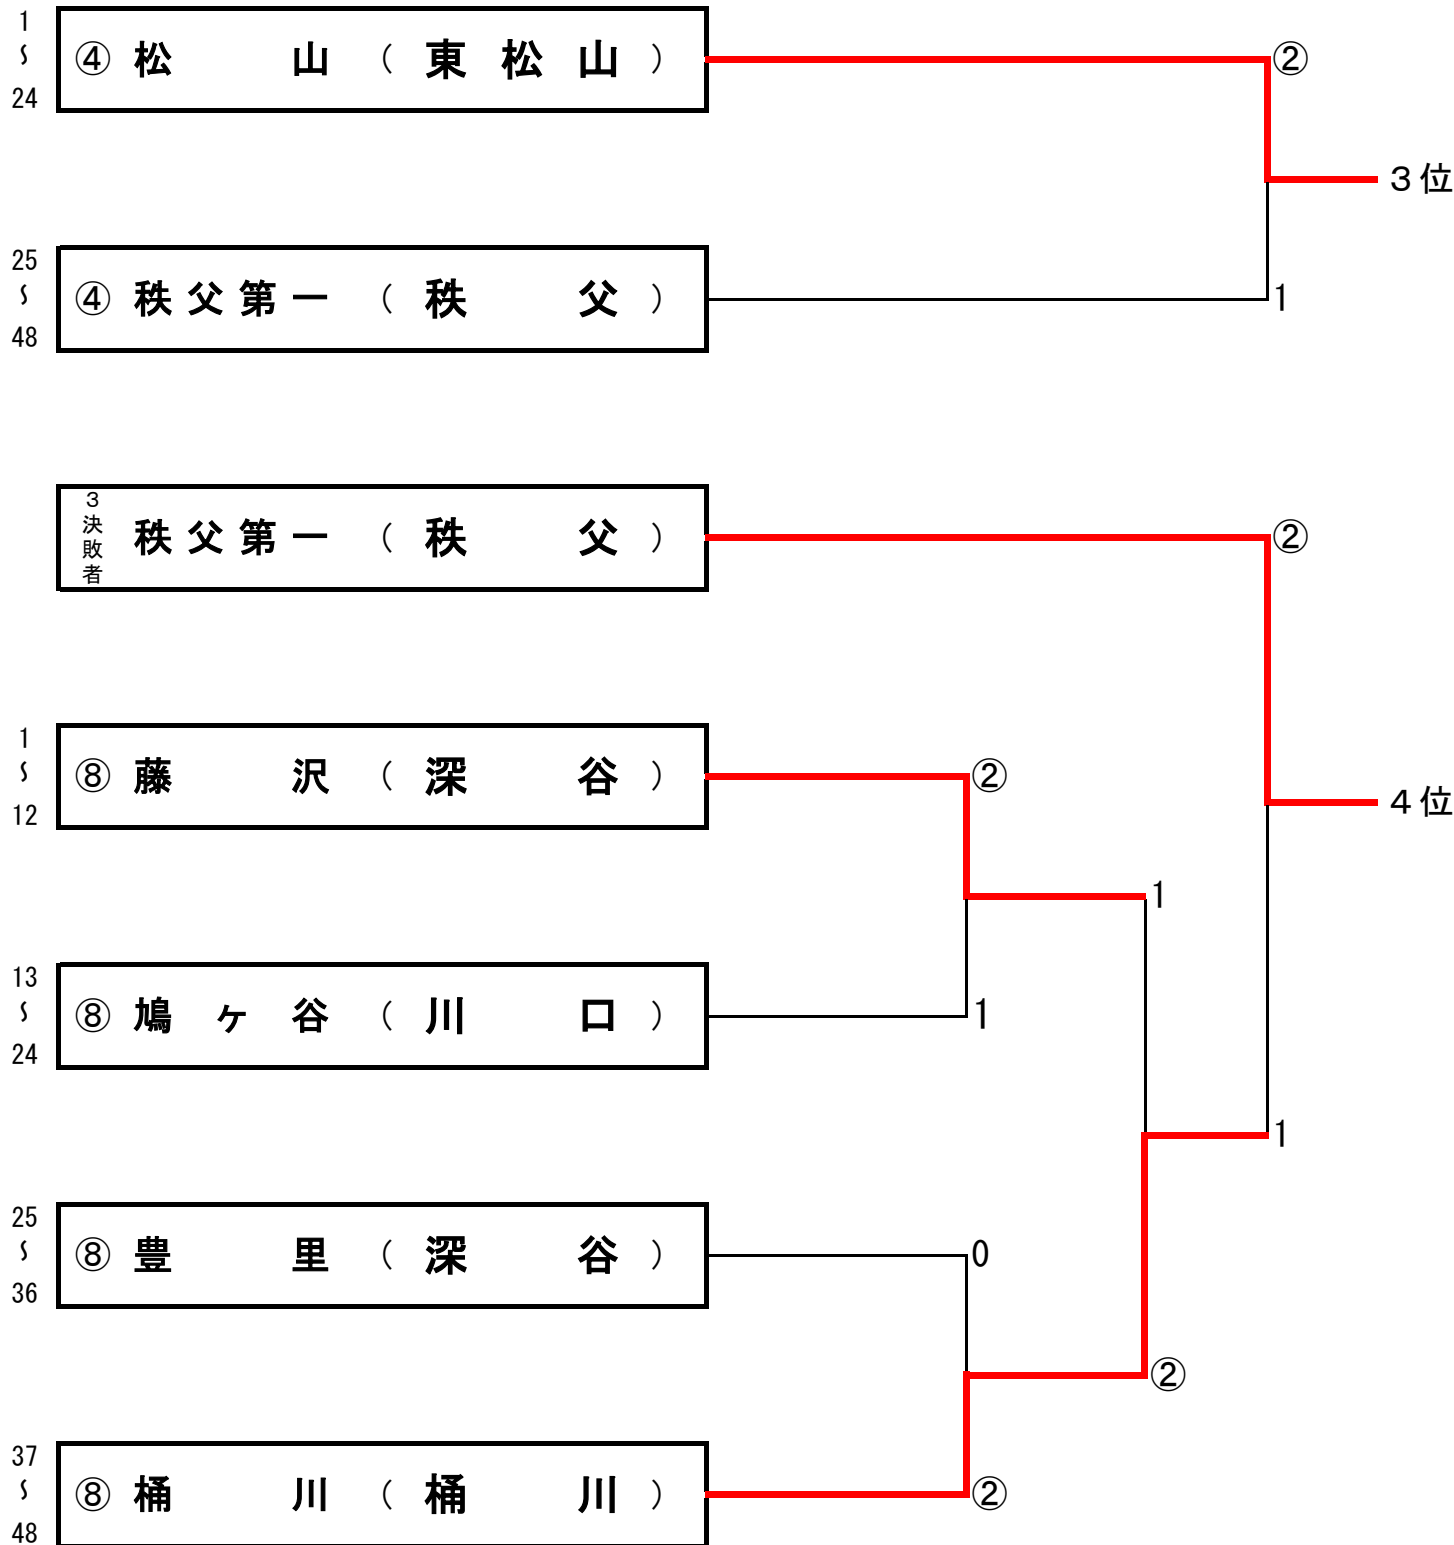 1
~
24
④ 松 山 ( 東 松 山 )
②
3位
25
~
48
④ 秩父第一 ( 秩 父 )
1
3決敗者
秩父第一 ( 秩 父 )
②
1
~
12
⑧ 藤 沢 ( 深 谷 )
②
4位
1
13
~
24
⑧ 鳩 ヶ 谷 ( 川 口 )
1
1
25
~
36
⑧ 豊 里 ( 深 谷 )
0
②
37
~
48
⑧ 桶 川 ( 桶 川 )
②